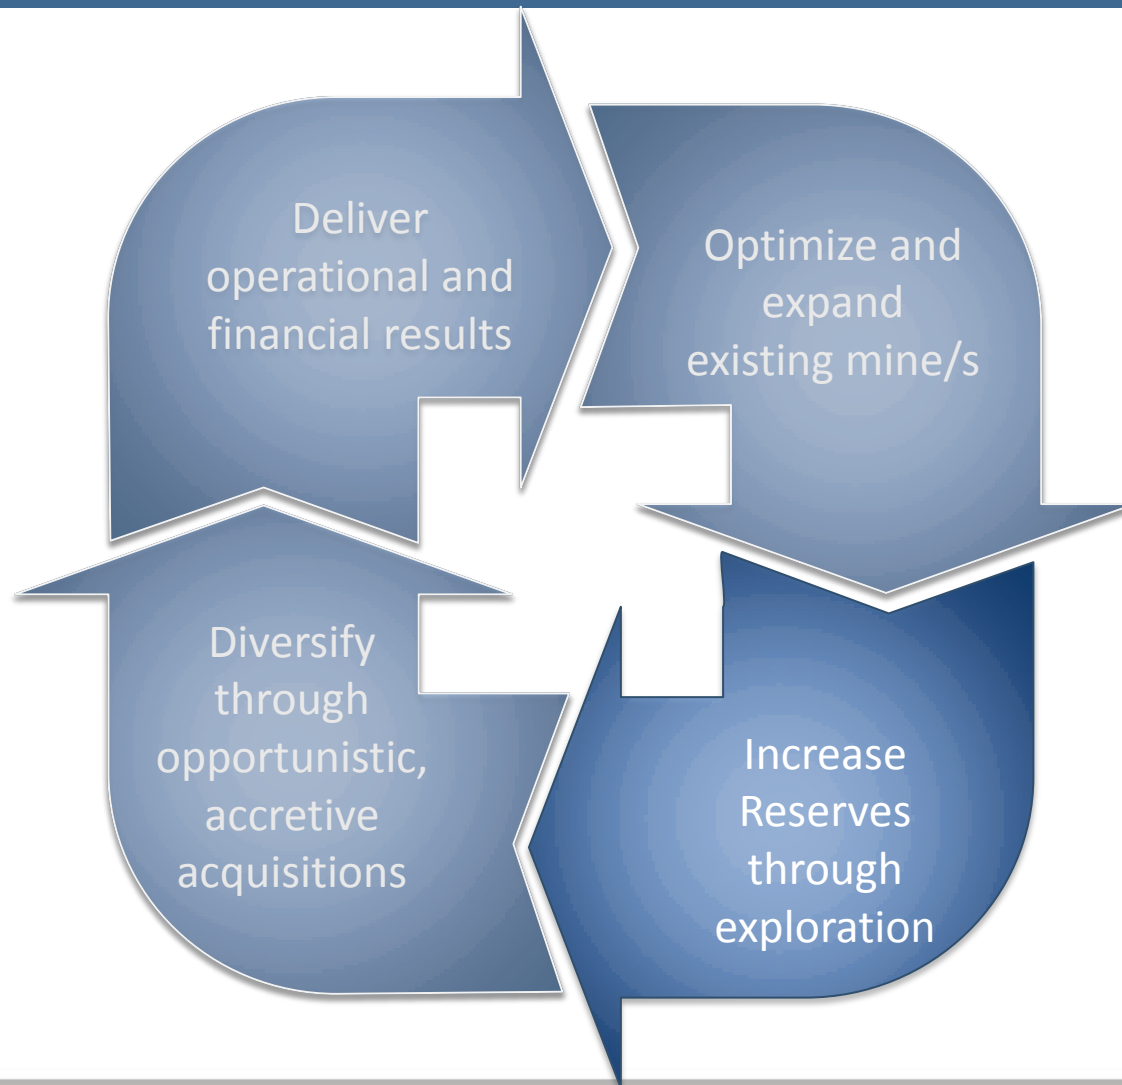 Deliver
operational and
financial results
Optimize and
expand
existing mine/s
Increase
Reserves
through
exploration
Diversify
through
opportunistic,
accretive
acquisitions